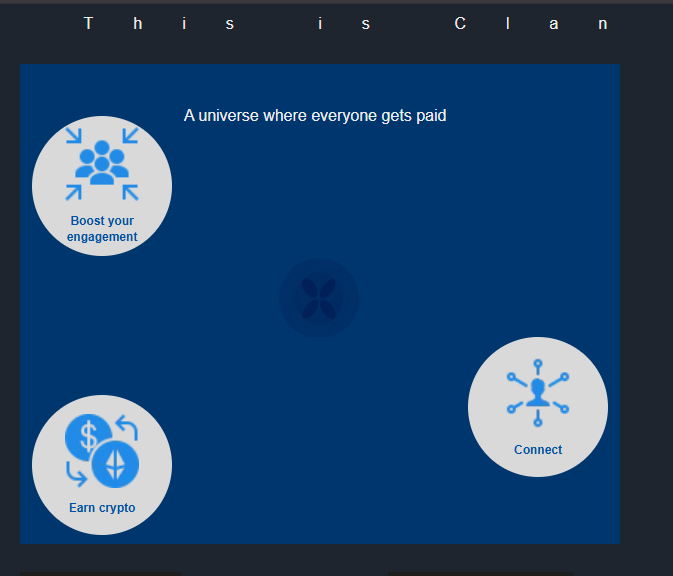 This is Clan
A universe where everyone gets paid
Boost your
engagement
Connect
Earn crypto